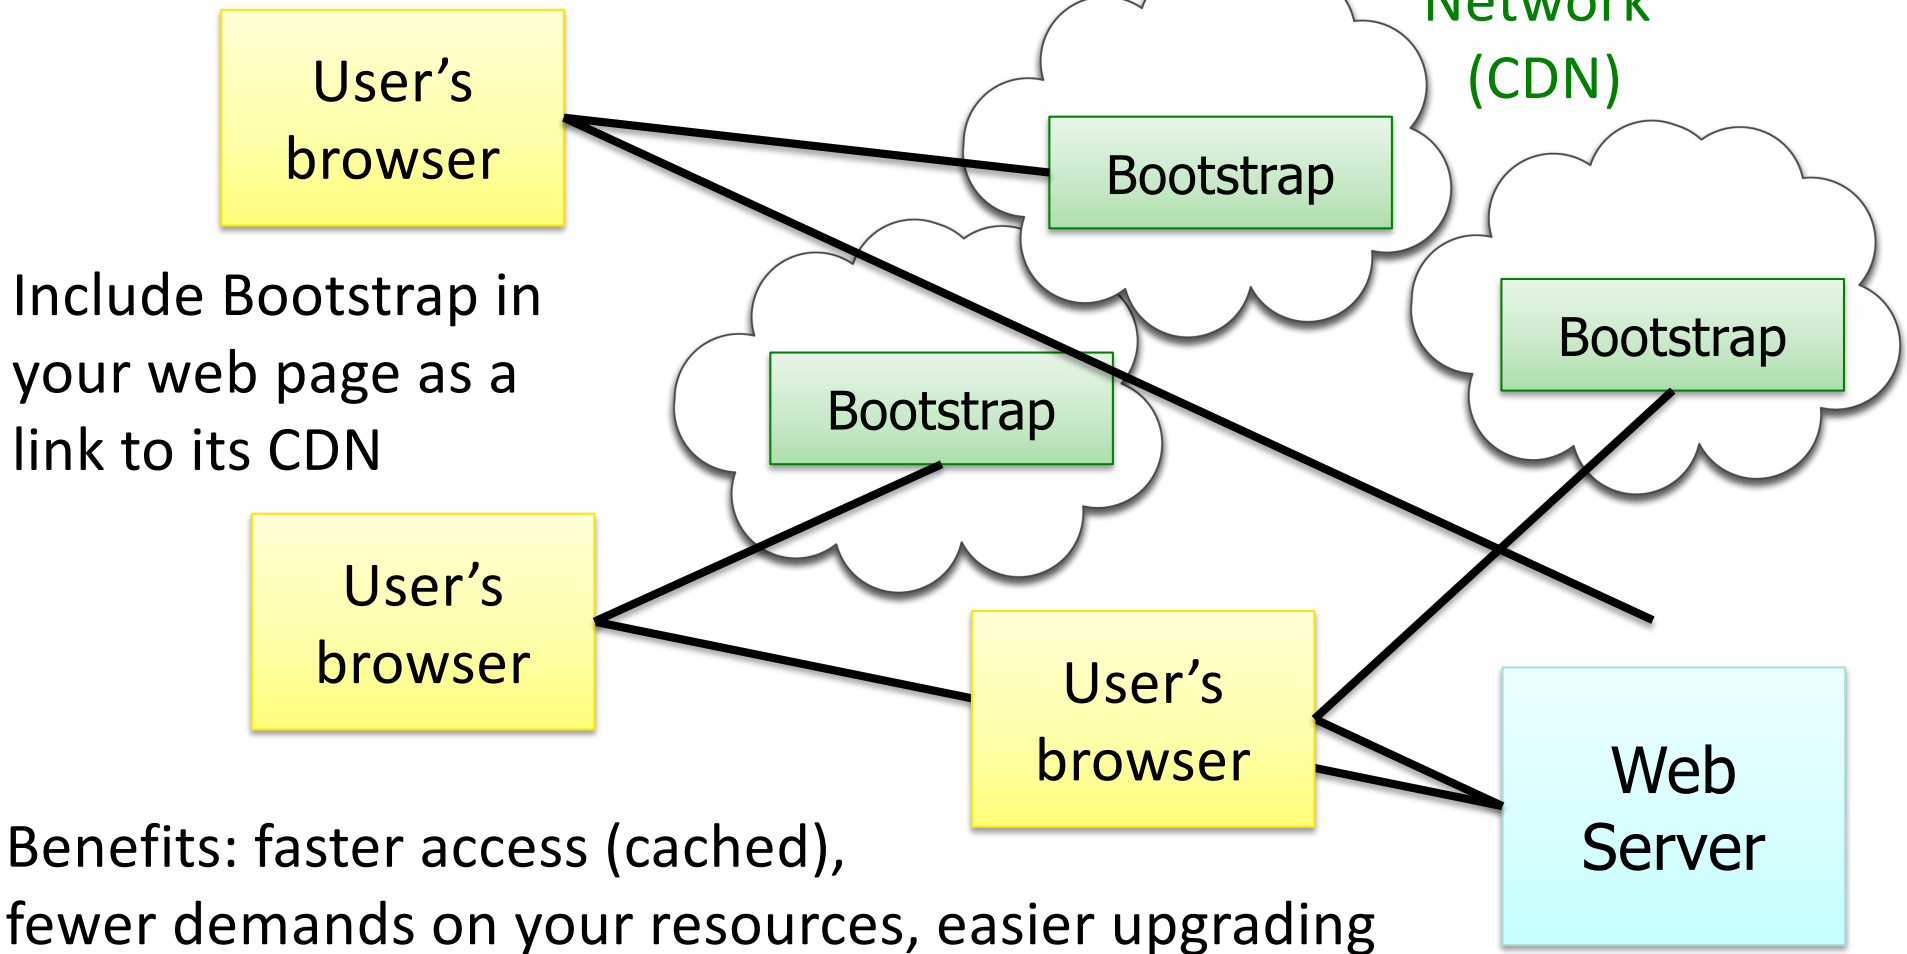 Network
(CDN)
User’s
browser
Bootstrap
Bootstrap
Include Bootstrap in
your web page as a
link to its CDN
Bootstrap
User’s
browser
User’s
browser
Web
Server
Benefits: faster access (cached),
fewer demands on your resources, easier upgrading